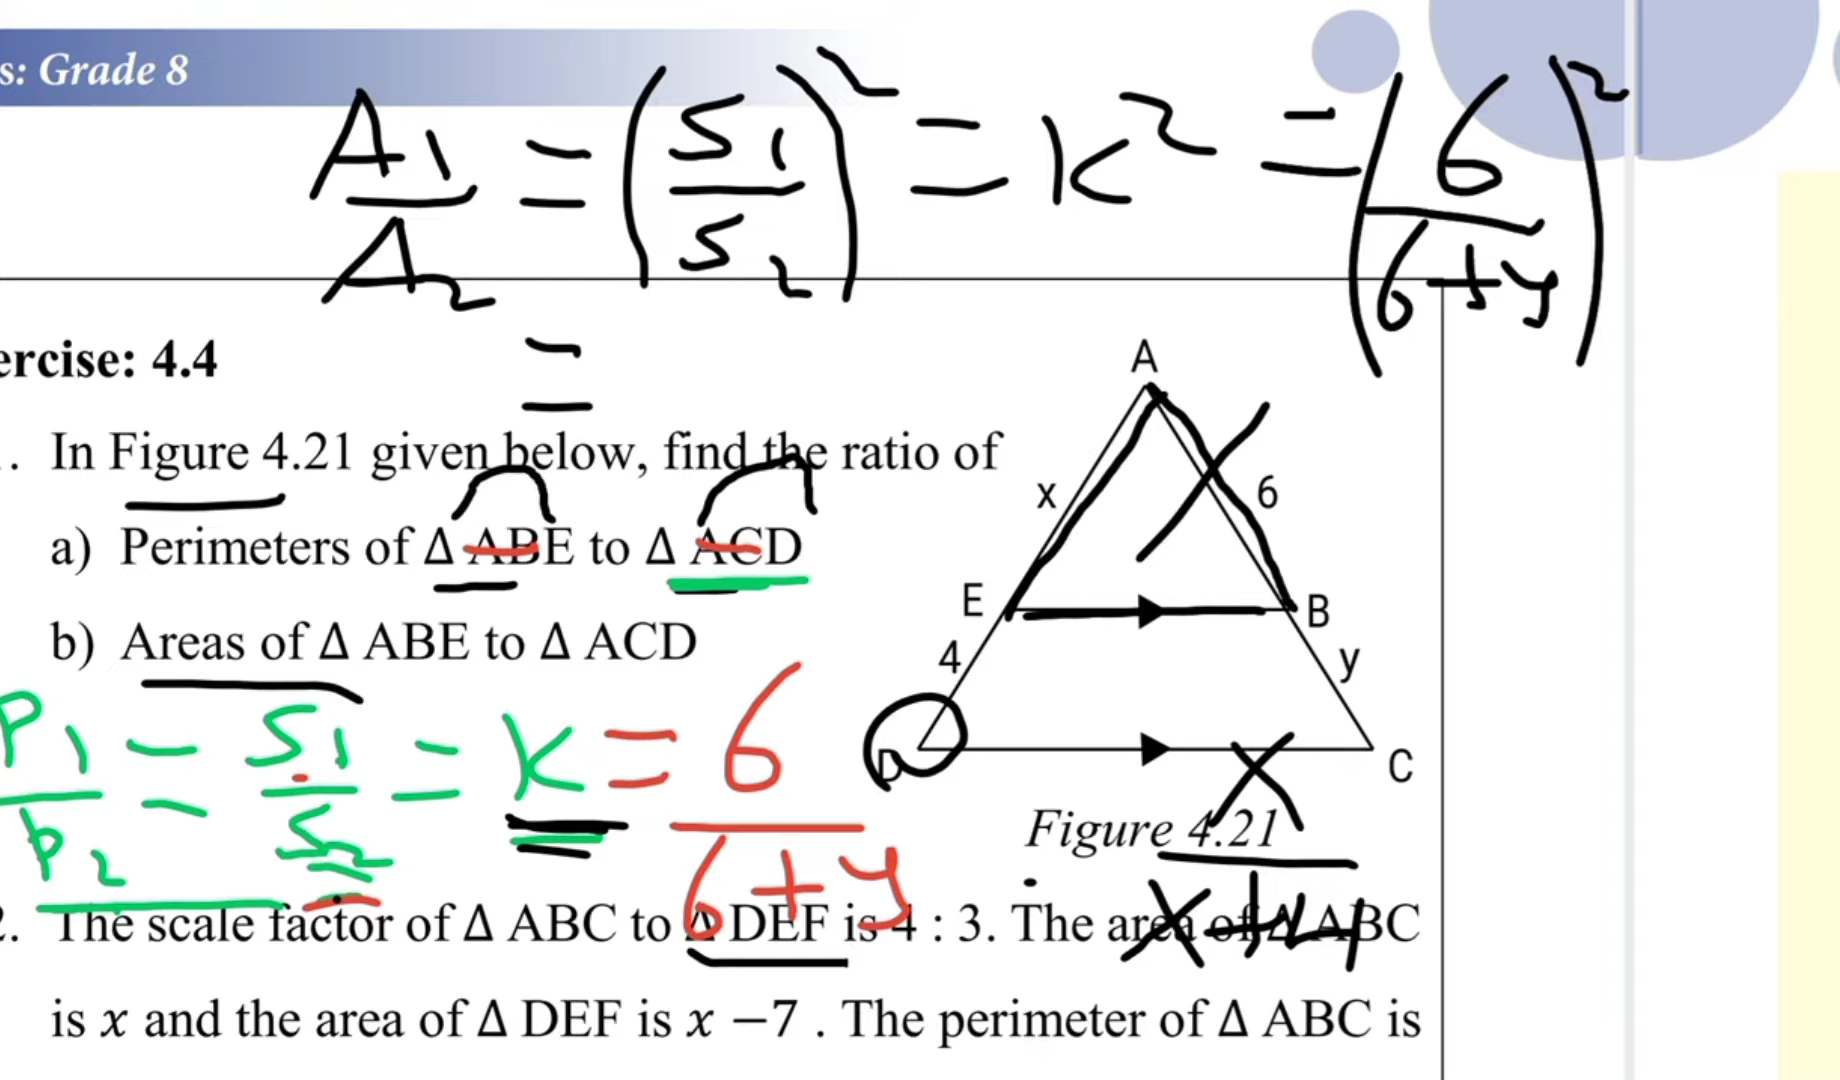 s: Grade 8
A1/A2 = (S1/S2)² = k² = (6/(6+y))²
=
ercise: 4.4
. In Figure 4.21 given below, find the ratio of
a) Perimeters of Δ ABE to Δ ACD
b) Areas of Δ ABE to Δ ACD
P1/P2 = S1/S2 = k = 6/(6+y)
A
x
6
E
B
4
y
D
C
Figure 4.21
x
x+4
2. The scale factor of Δ ABC to Δ DEF is 4 : 3. The area of Δ ABC
is x and the area of Δ DEF is x −7 . The perimeter of Δ ABC is